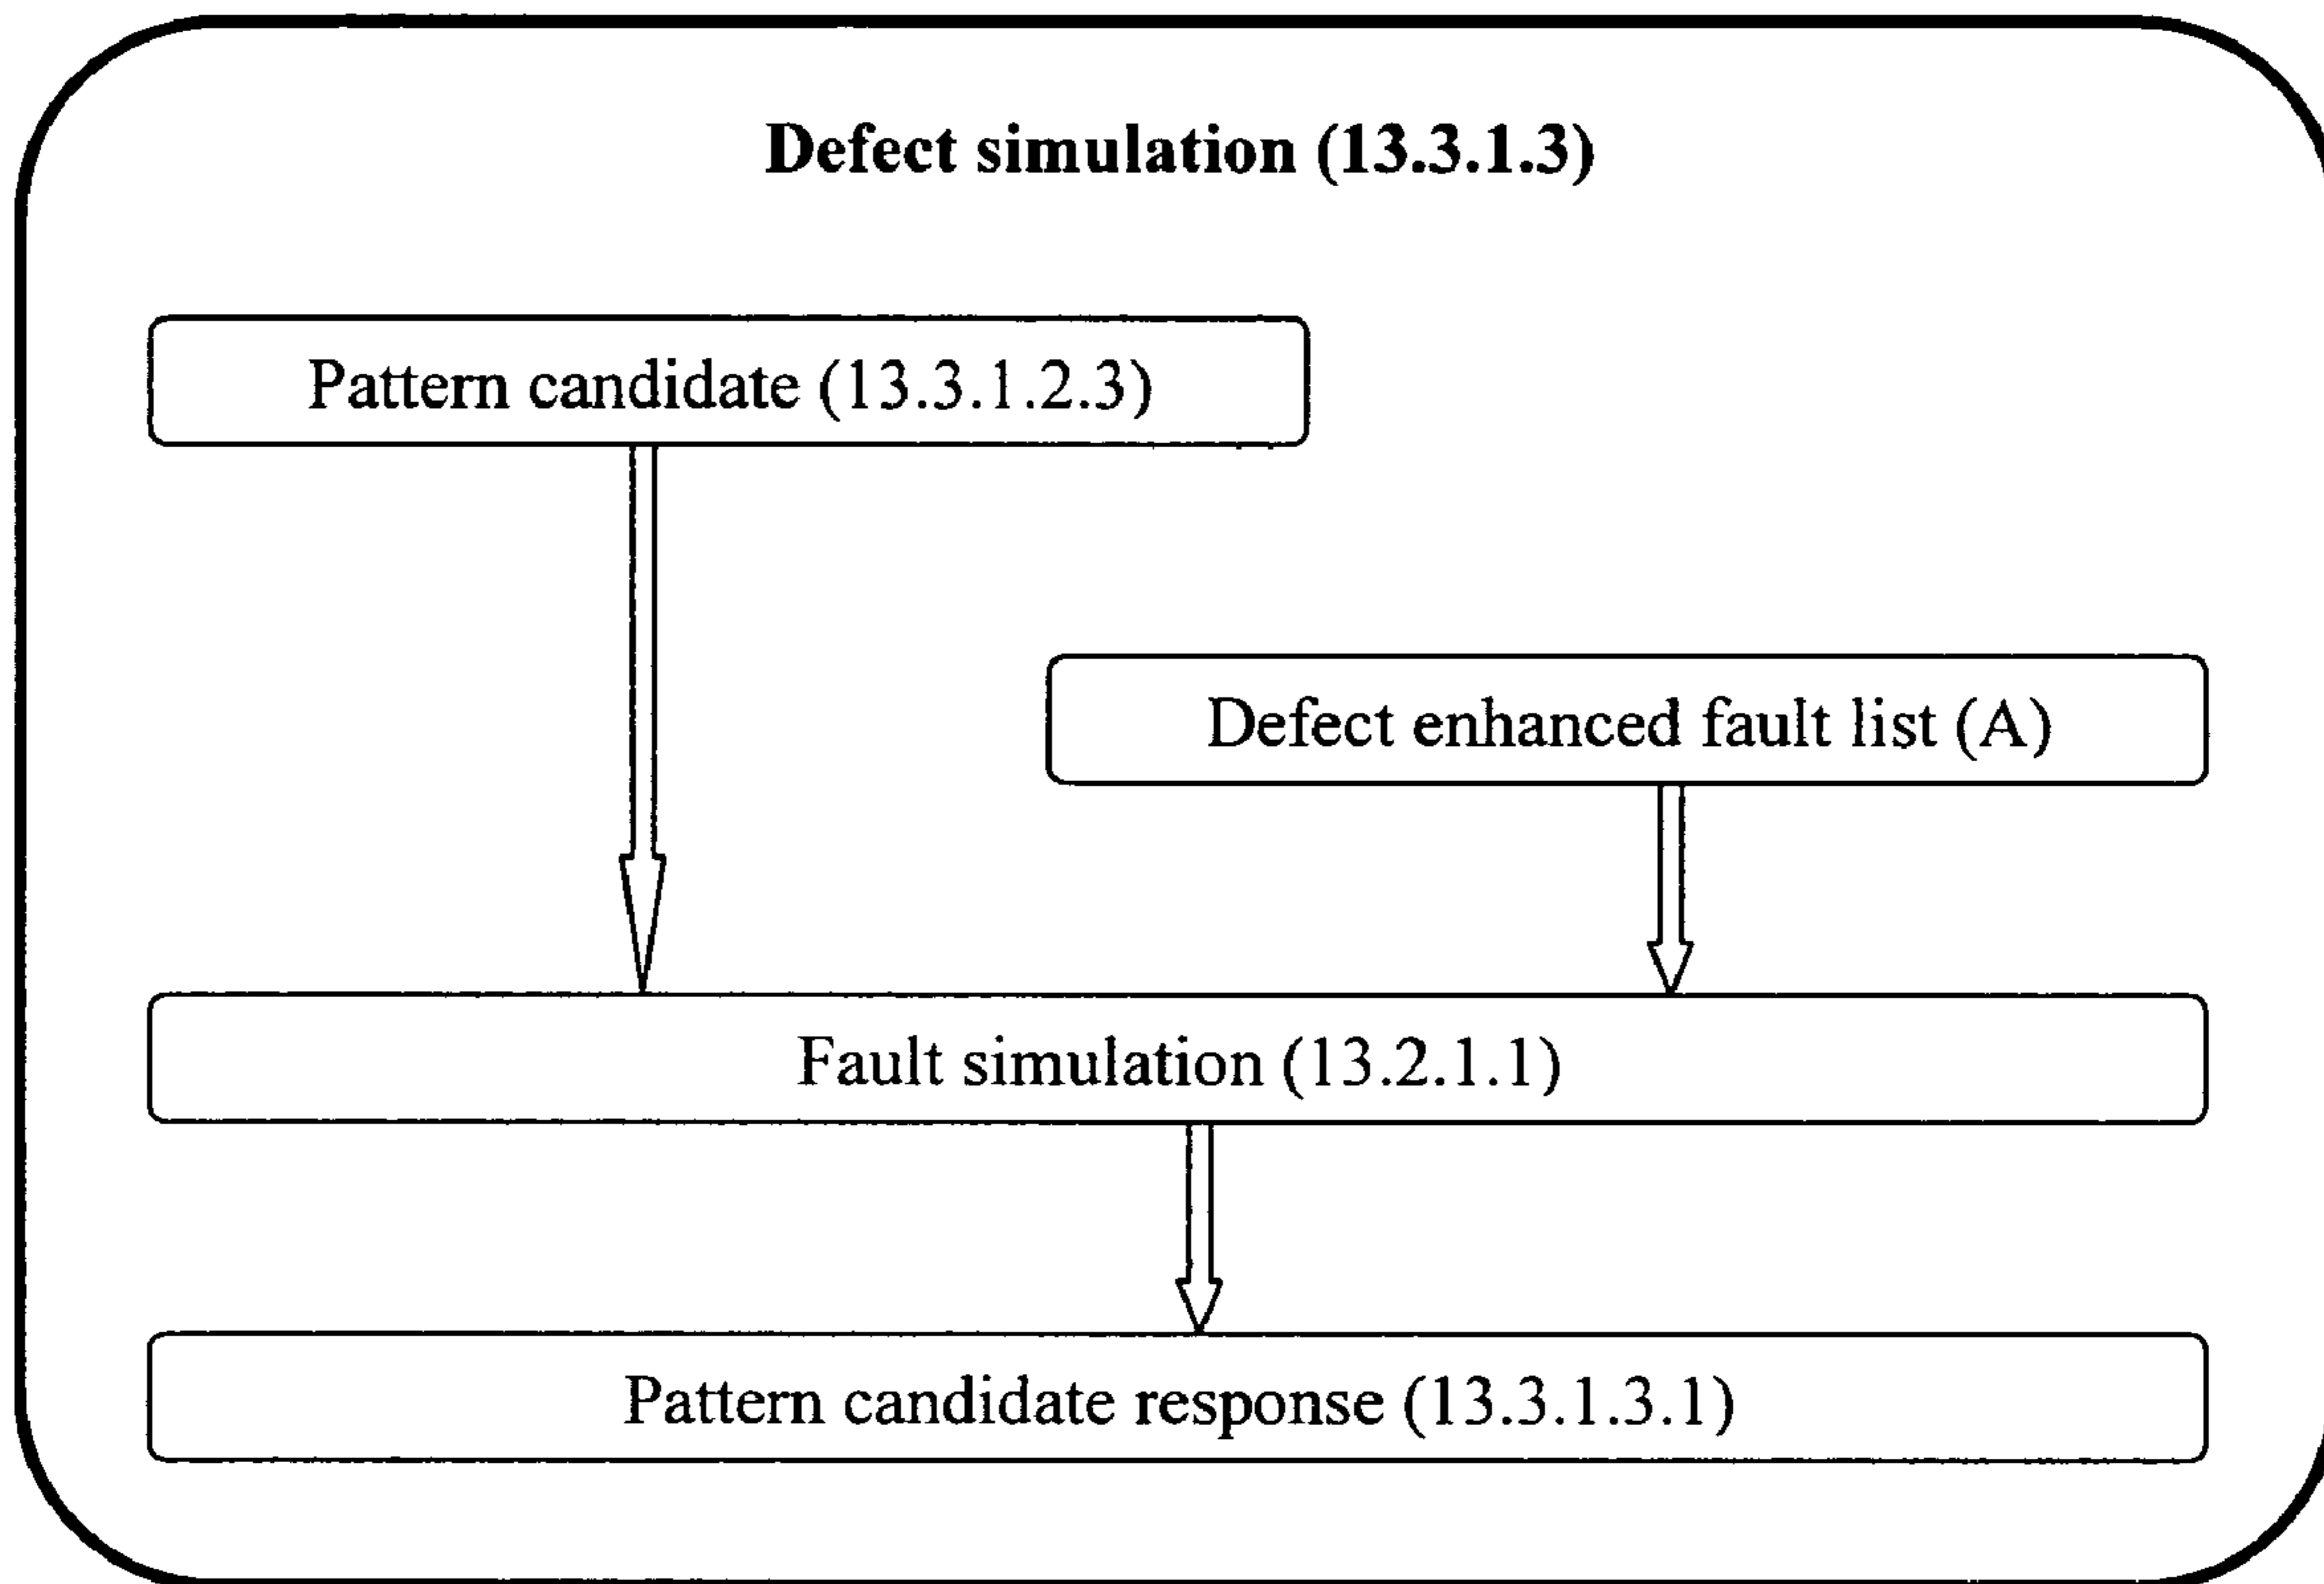 Defect simulation (13.3.1.3)
Pattern candidate (13.3.1.2.3)
Defect enhanced fault list (A)
Fault simulation (13.2.1.1)
Pattern candidate response (13.3.1.3.1)